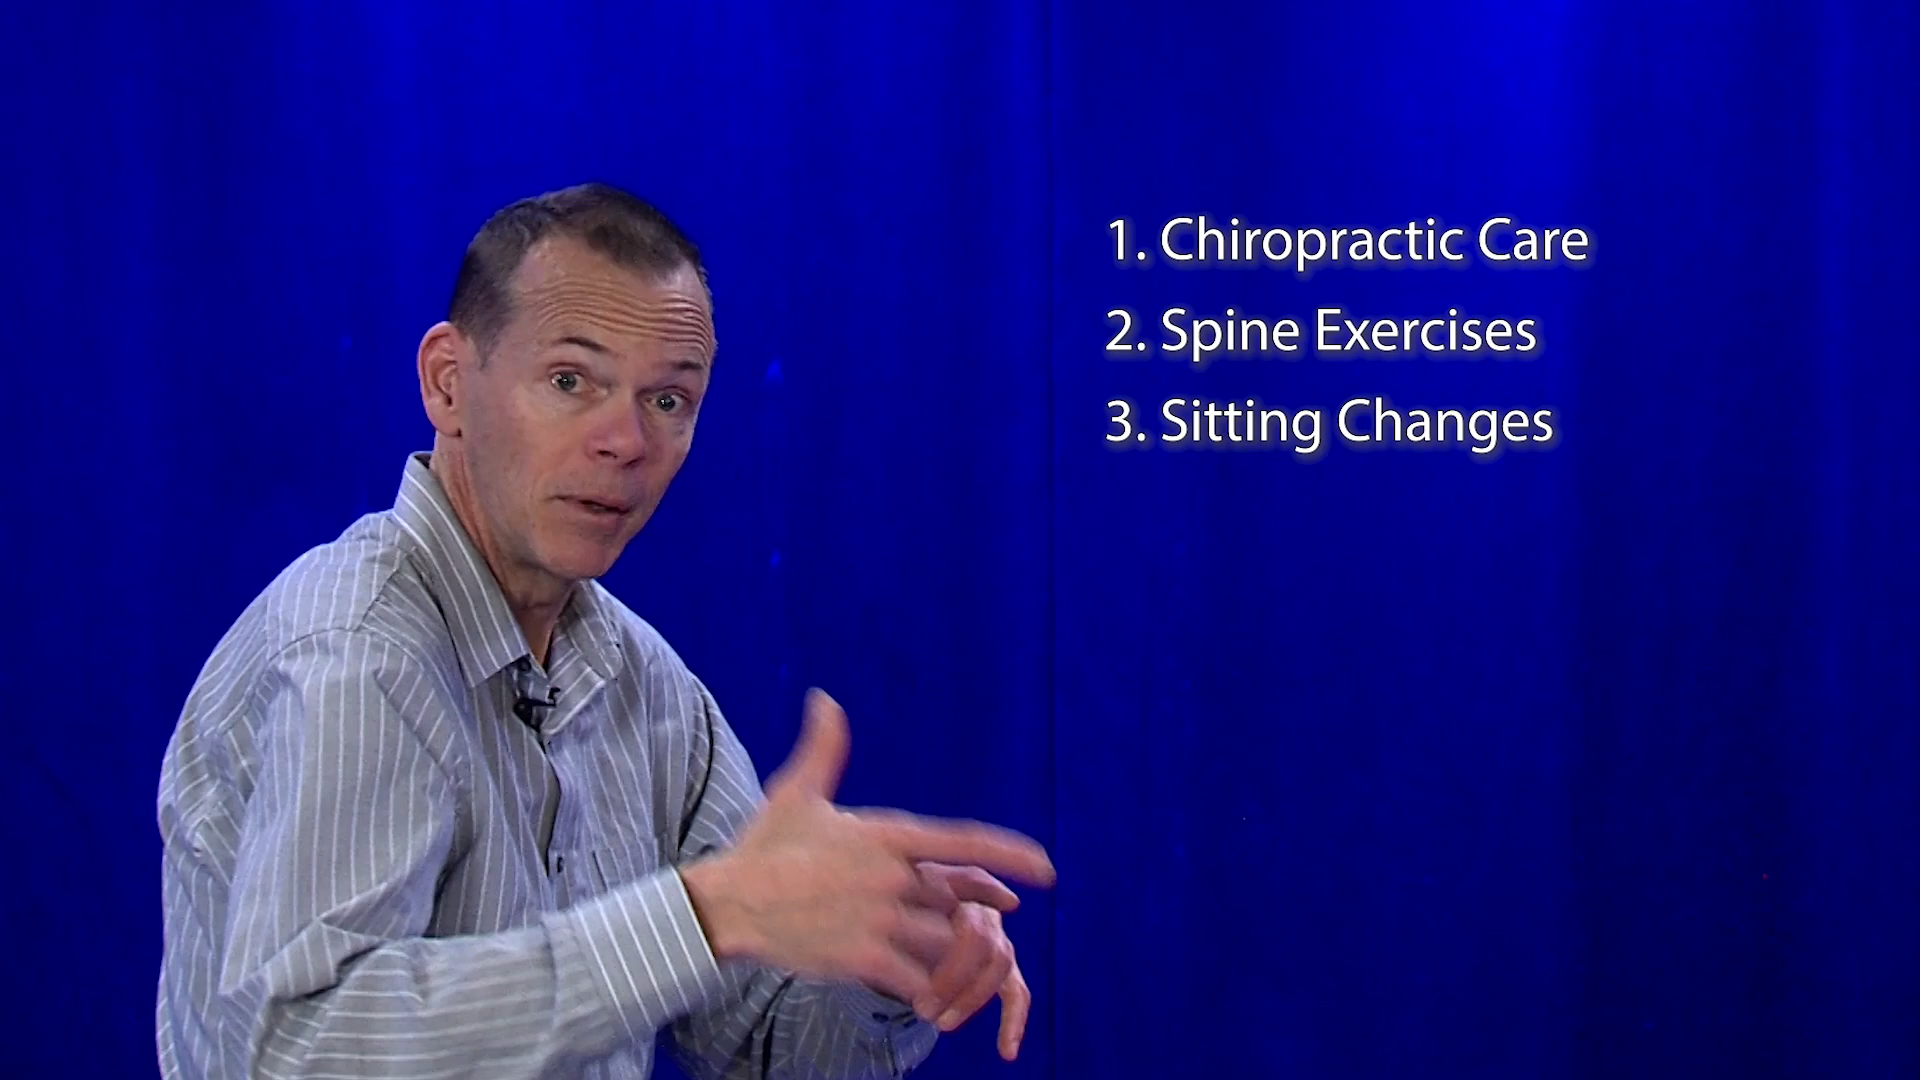 1. Chiropractic Care
2. Spine Exercises
3. Sitting Changes